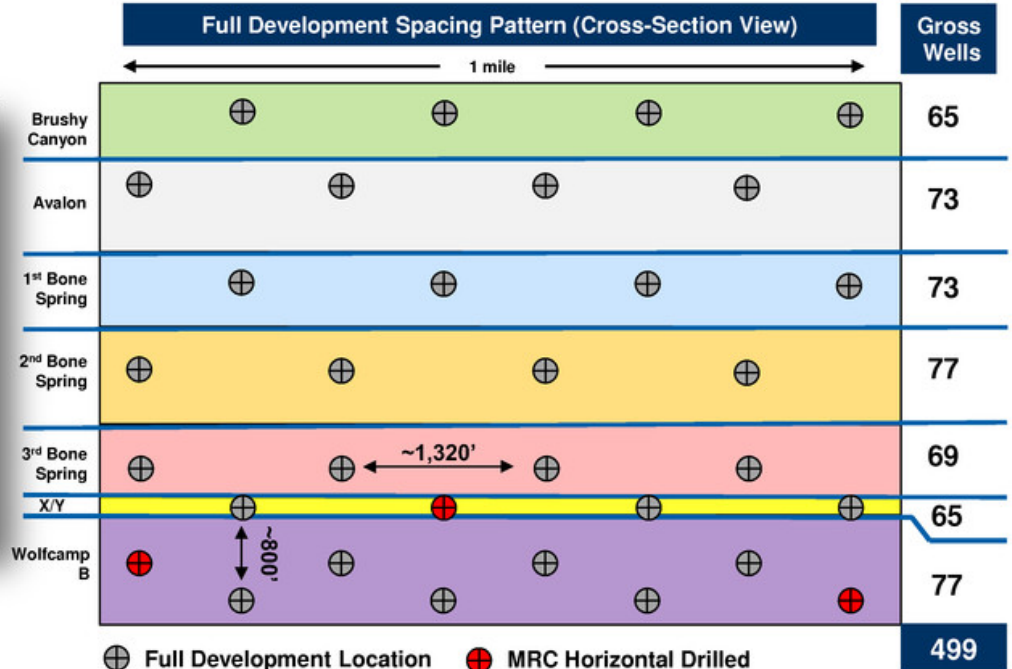 Full Development Spacing Pattern (Cross-Section View)
Gross
Wells
1 mile
Brushy
Canyon
65
Avalon
73
1st Bone
Spring
73
2nd Bone
Spring
77
3rd Bone
Spring
~1,320'
69
X/Y
65
Wolfcamp
B
~800'
77
Full Development Location
MRC Horizontal Drilled
499